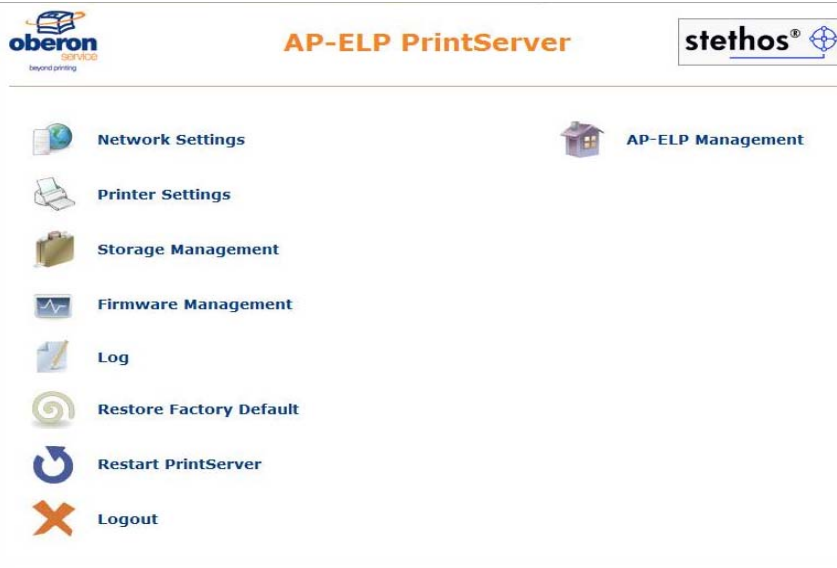 oberon
service
beyond printing
AP-ELP PrintServer
stethos®
Network Settings
AP-ELP Management
Printer Settings
Storage Management
Firmware Management
Log
Restore Factory Default
Restart PrintServer
Logout